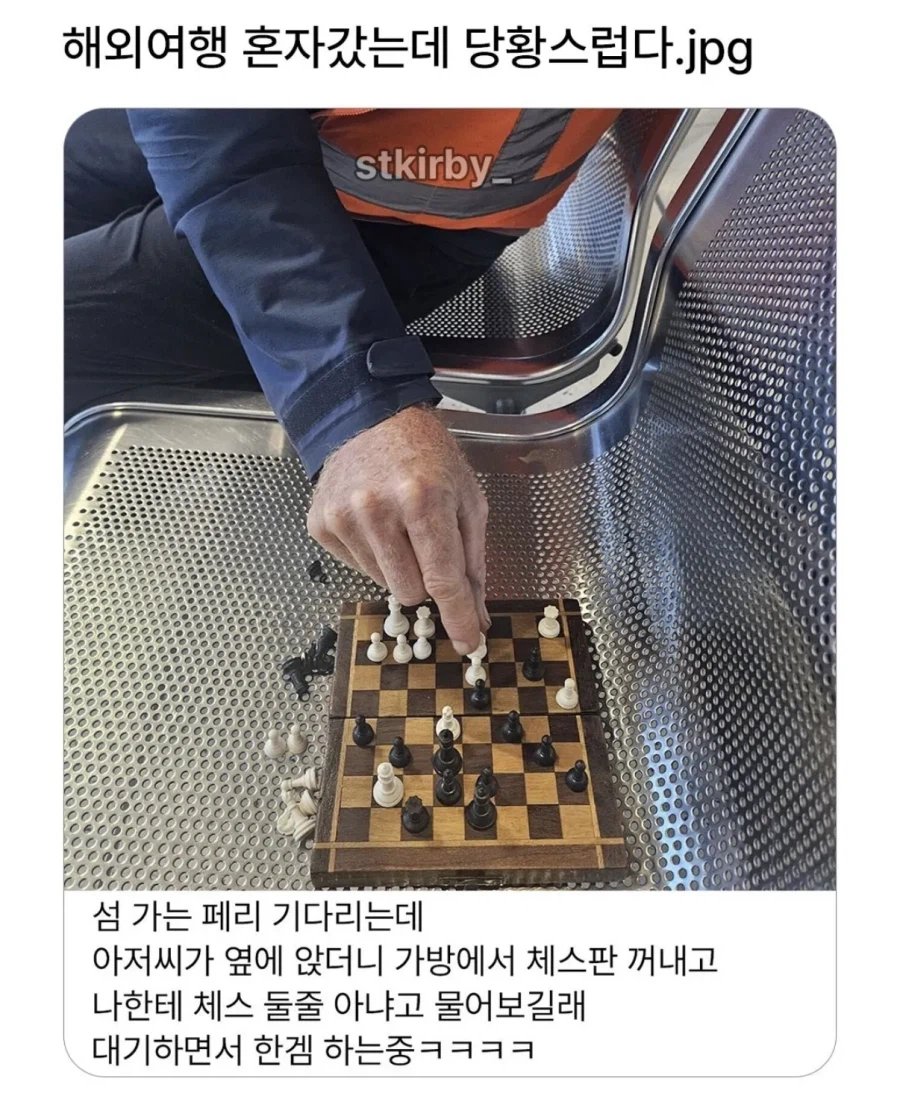 해외여행 혼자갔는데 당황스럽다.jpg
stkirby_
섬 가는 페리 기다리는데
아저씨가 옆에 앉더니 가방에서 체스판 꺼내고
나한테 체스 둘줄 아냐고 물어보길래
대기하면서 한겜 하는중ㅋㅋㅋㅋ